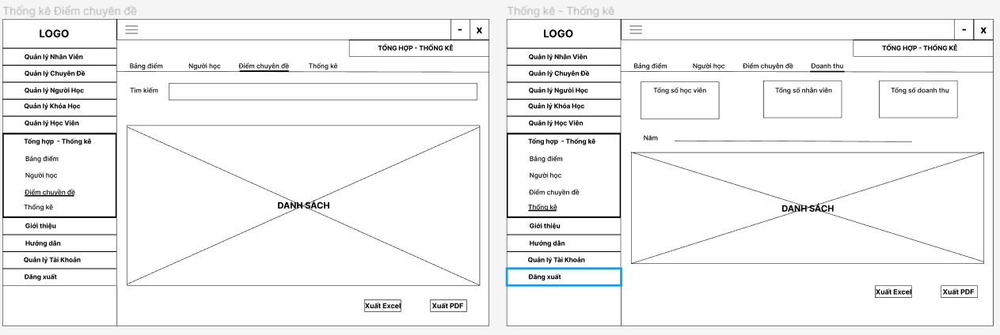 Thống kê Điểm chuyên đề
LOGO
- x
TỔNG HỢP - THỐNG KÊ
Quản lý Nhân Viên
Quản lý Chuyên Đề
Quản lý Người Học
Quản lý Khóa Học
Quản lý Học Viên
Tổng hợp - Thống kê
Bảng điểm
Người học
Điểm chuyền đề
Thống kê
Giới thiệu
Hướng dẫn
Quản lý Tài Khoản
Đăng xuất
Bảng điểm Người học Điểm chuyên đề Thống kê
Tìm kiếm
DANH SÁCH
Xuất Excel Xuất PDF
Thống kê - Thống kê
LOGO
- x
TỔNG HỢP - THỐNG KÊ
Quản lý Nhân Viên
Quản lý Chuyên Đề
Quản lý Người Học
Quản lý Khóa Học
Quản lý Học Viên
Tổng hợp - Thống kê
Bảng điểm
Người học
Điểm chuyền đề
Thống kê
Giới thiệu
Hướng dẫn
Quản lý Tài Khoản
Đăng xuất
Bảng điểm Người học Điểm chuyên đề Doanh thu
Tổng số học viên Tổng số nhân viên Tổng số doanh thu
Năm
DANH SÁCH
Xuất Excel Xuất PDF